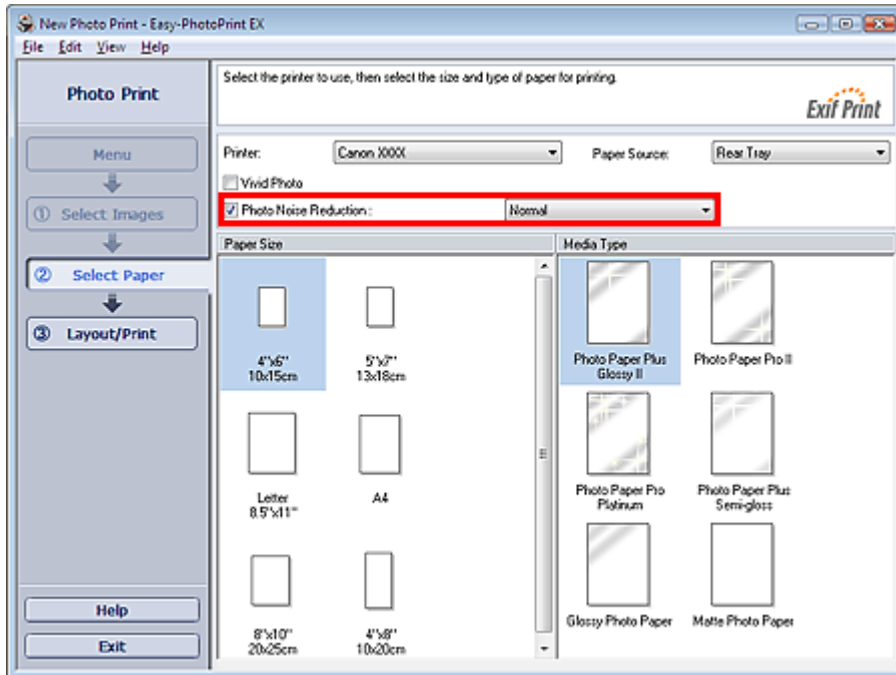 New Photo Print - Easy-PhotoPrint EX
File Edit View Help
Photo Print
Menu
① Select Images
② Select Paper
③ Layout/Print
Help
Exit
Select the printer to use, then select the size and type of paper for printing.
Exif Print
Printer: Canon XXXX Paper Source: Rear Tray
Vivid Photo
Photo Noise Reduction : Normal
Paper Size
4"x6"
10x15cm
5"x7"
13x18cm
Letter
8.5"x11"
A4
8"x10"
20x25cm
4"x8"
10x20cm
Media Type
Photo Paper Plus
Glossy II
Photo Paper Pro II
Photo Paper Pro
Platinum
Photo Paper Plus
Semi-gloss
Glossy Photo Paper
Matte Photo Paper